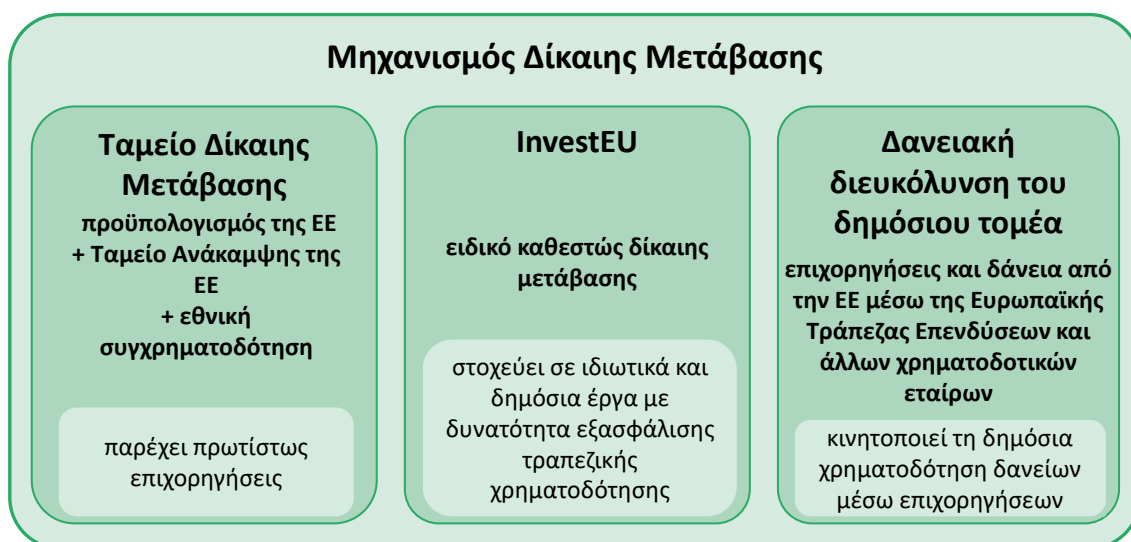 Μηχανισμός Δίκαιης Μετάβασης
Ταμείο Δίκαιης
Μετάβασης
προϋπολογισμός της ΕΕ
+ Ταμείο Ανάκαμψης της
ΕΕ
+ εθνική
συγχρηματοδότηση
παρέχει πρωτίστως
επιχορηγήσεις
InvestEU
ειδικό καθεστώς δίκαιης
μετάβασης
στοχεύει σε ιδιωτικά και
δημόσια έργα με
δυνατότητα εξασφάλισης
τραπεζικής
χρηματοδότησης
Δανειακή
διευκόλυνση του
δημόσιου τομέα
επιχορηγήσεις και δάνεια από
την ΕΕ μέσω της Ευρωπαϊκής
Τράπεζας Επενδύσεων και
άλλων χρηματοδοτικών
εταίρων
κινητοποιεί τη δημόσια
χρηματοδότηση δανείων
μέσω επιχορηγήσεων